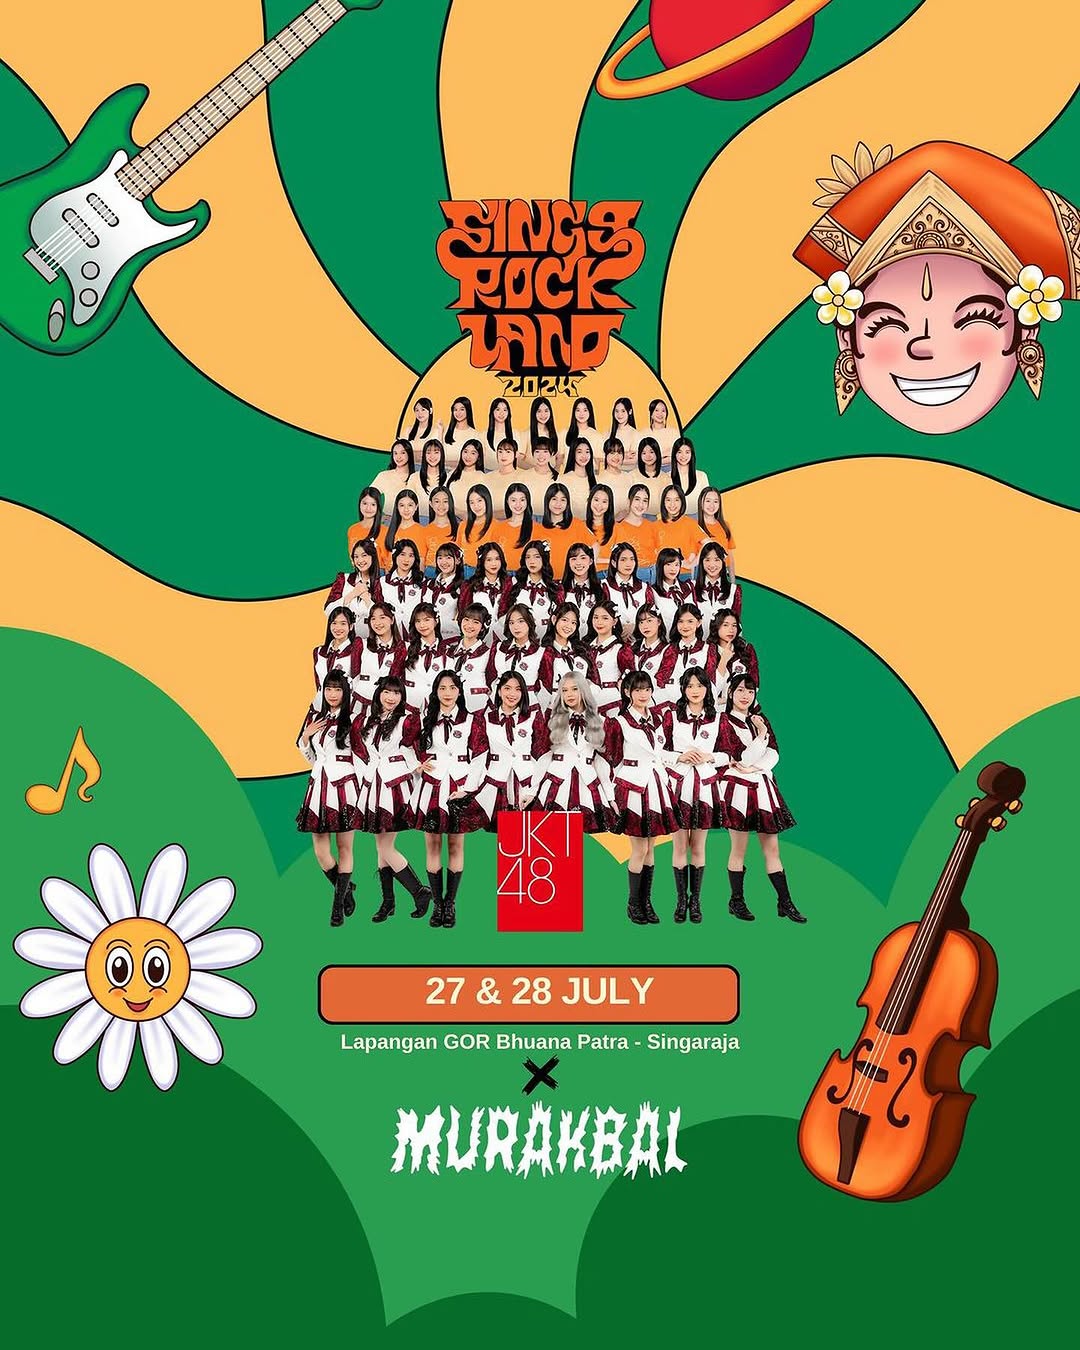 SINGA
ROCK
LAND
2024
JKT
48
27 & 28 JULY
Lapangan GOR Bhuana Patra - Singaraja
X
MURAKBAL